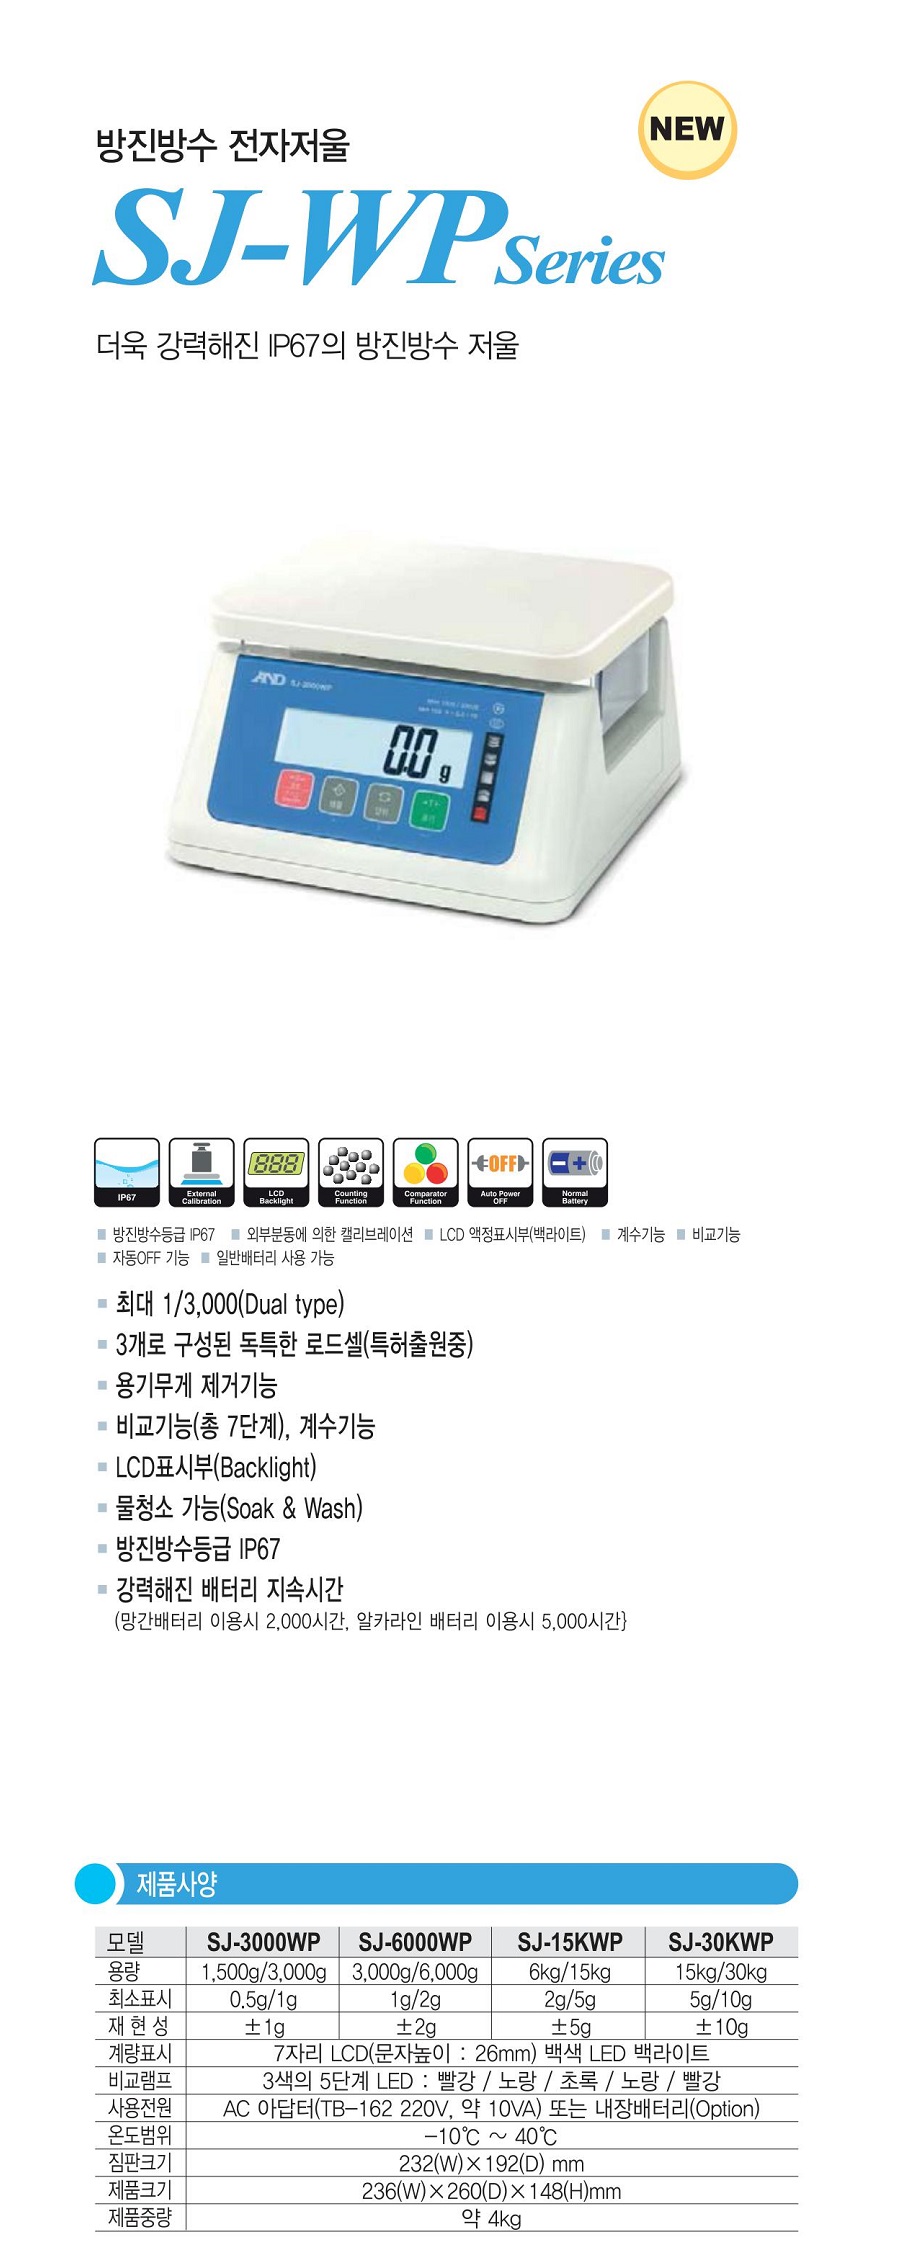 NEW
방진방수 전자저울
SJ-WP Series
더욱 강력해진 IP67의 방진방수 저울
AND SJ-3000WP
0.0 g
IP67
External Calibration
LCD Backlight
Counting Function
Comparator Function
OFF
Auto Power OFF
Normal Battery
■ 방진방수등급 IP67 ■ 외부분동에 의한 캘리브레이션 ■ LCD 액정표시부(백라이트) ■ 계수기능 ■ 비교기능
■ 자동OFF 기능 ■ 일반배터리 사용 가능
■ 최대 1/3,000(Dual type)
■ 3개로 구성된 독특한 로드셀(특허출원중)
■ 용기무게 제거기능
■ 비교기능(총 7단계), 계수기능
■ LCD표시부(Backlight)
■ 물청소 가능(Soak & Wash)
■ 방진방수등급 IP67
■ 강력해진 배터리 지속시간
(망간배터리 이용시 2,000시간, 알카라인 배터리 이용시 5,000시간}
제품사양
모델 SJ-3000WP SJ-6000WP SJ-15KWP SJ-30KWP
용량 1,500g/3,000g 3,000g/6,000g 6kg/15kg 15kg/30kg
최소표시 0.5g/1g 1g/2g 2g/5g 5g/10g
재 현 성 ±1g ±2g ±5g ±10g
계량표시 7자리 LCD(문자높이 : 26mm) 백색 LED 백라이트
비교램프 3색의 5단계 LED : 빨강 / 노랑 / 초록 / 노랑 / 빨강
사용전원 AC 아답터(TB-162 220V, 약 10VA) 또는 내장배터리(Option)
온도범위 -10℃ ~ 40℃
짐판크기 232(W)×192(D) mm
제품크기 236(W)×260(D)×148(H)mm
제품중량 약 4kg